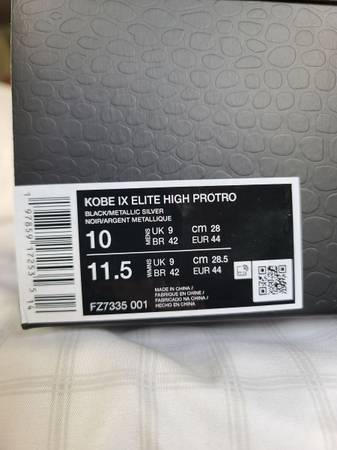 KOBE IX ELITE HIGH PROTRO
BLACK/METALLIC SILVER
NOIR/ARGENT METALLIQUE
10 MENS UK 9 cm 28
BR 42 EUR 44
11.5 WMNS UK 9 cm 28.5
BR 42 EUR 44
FZ7335 001
MADE IN CHINA /
FABRIQUE EN CHINE /
FABRICADO NA CHINA /
HECHO EN CHINA